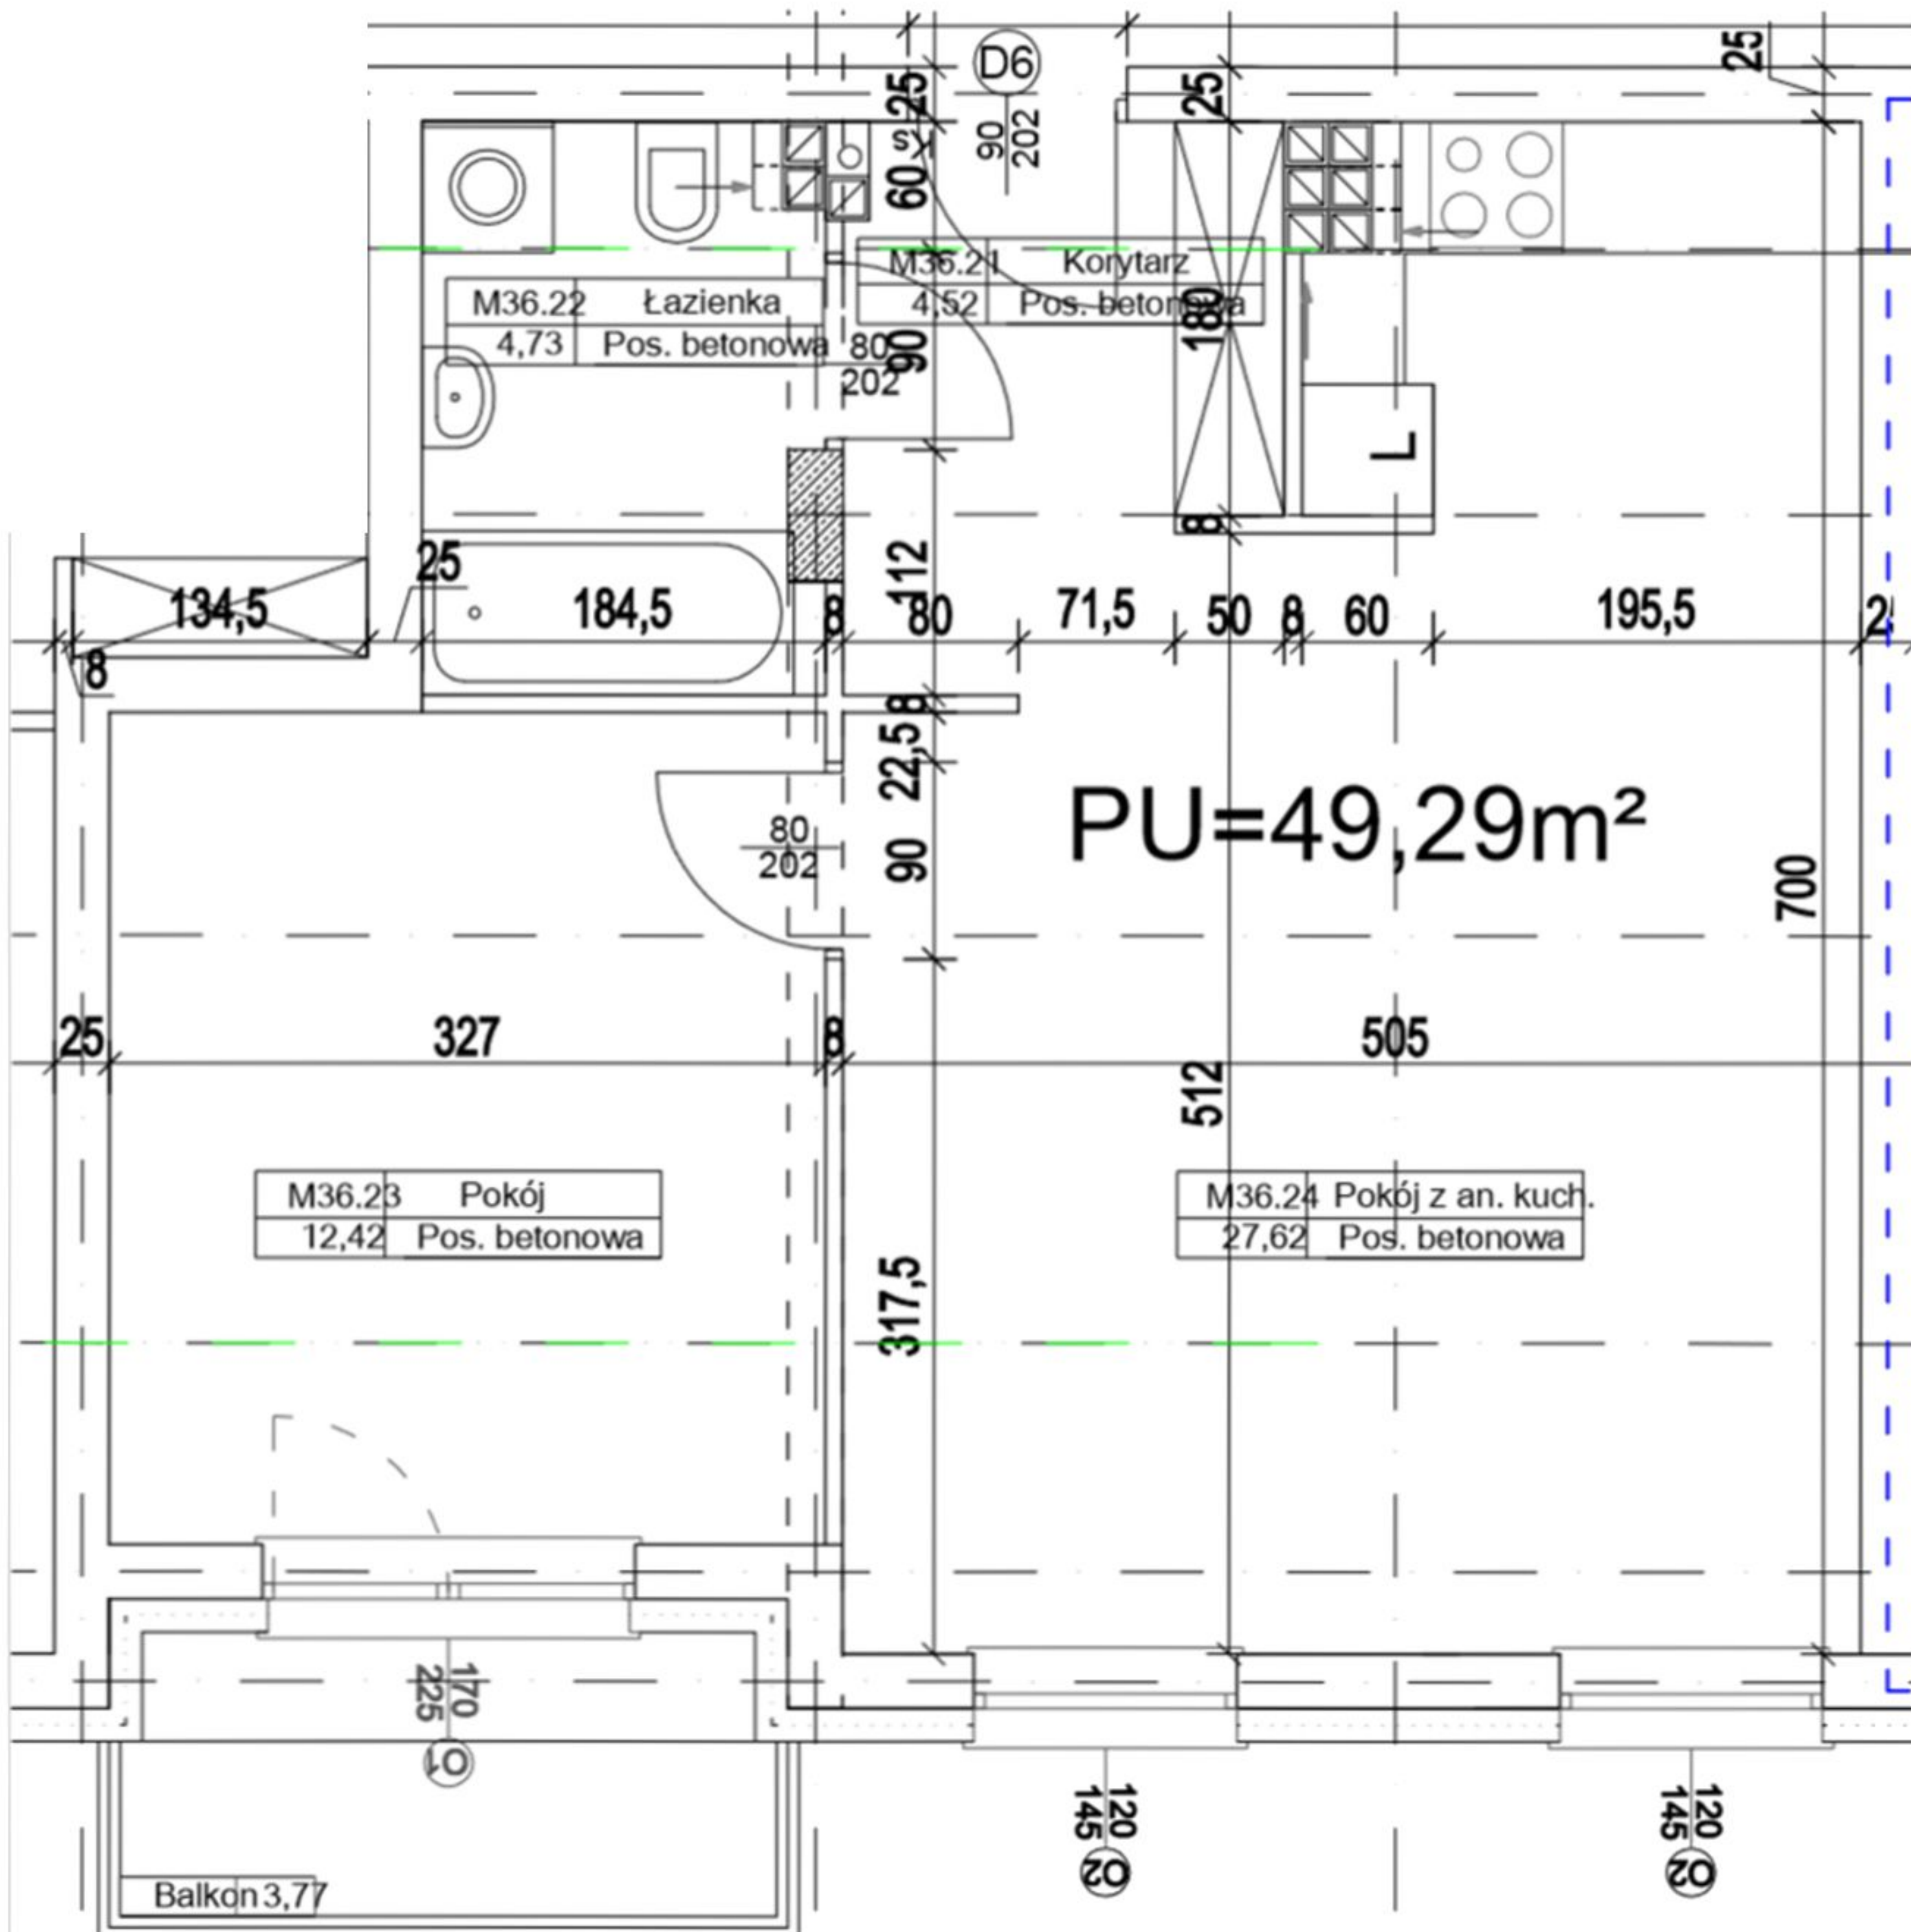 25
D6
25
25
90
202
sł
60
M36.21 Korytarz
4,52 Pos. betonowa
M36.22 Łazienka
4,73 Pos. betonowa
80
202
90
180
L
8
25
112
134,5
184,5
8
80
71,5
50
8
60
195,5
8
8
22,5
PU=49,29m²
80
202
90
700
25
327
8
505
512
M36.23 Pokój
12,42 Pos. betonowa
M36.24 Pokój z an. kuch.
27,62 Pos. betonowa
317,5
170
225
O1
120
145
O2
120
145
O2
Balkon 3,77